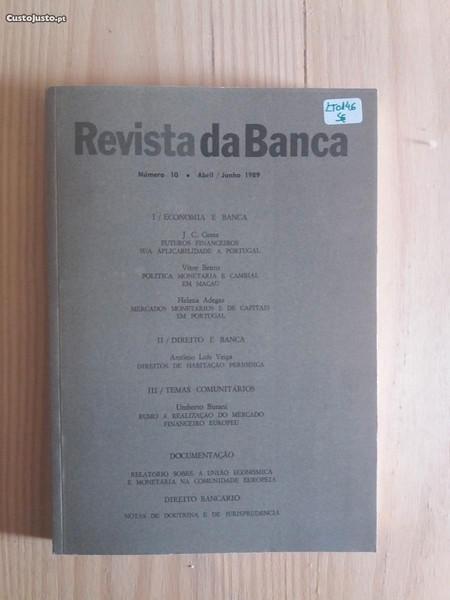 CustoJusto.pt
LT0146
5€
Revista da Banca
Número 10 • Abril / Junho 1989
I / ECONOMIA E BANCA
J. C. Gama
FUTUROS FINANCEIROS
SUA APLICABILIDADE A PORTUGAL
Vítor Bento
POLÍTICA MONETÁRIA E CAMBIAL
EM MACAU
Helena Adegas
MERCADOS MONETÁRIOS E DE CAPITAIS
EM PORTUGAL
II / DIREITO E BANCA
António Luís Veiga
DIREITOS DE HABITAÇÃO PERIÓDICA
III / TEMAS COMUNITÁRIOS
Umberto Burani
RUMO À REALIZAÇÃO DO MERCADO
FINANCEIRO EUROPEU
DOCUMENTAÇÃO
RELATÓRIO SOBRE A UNIÃO ECONÓMICA
E MONETÁRIA NA COMUNIDADE EUROPEIA
DIREITO BANCÁRIO
NOTAS DE DOUTRINA E DE JURISPRUDÊNCIA